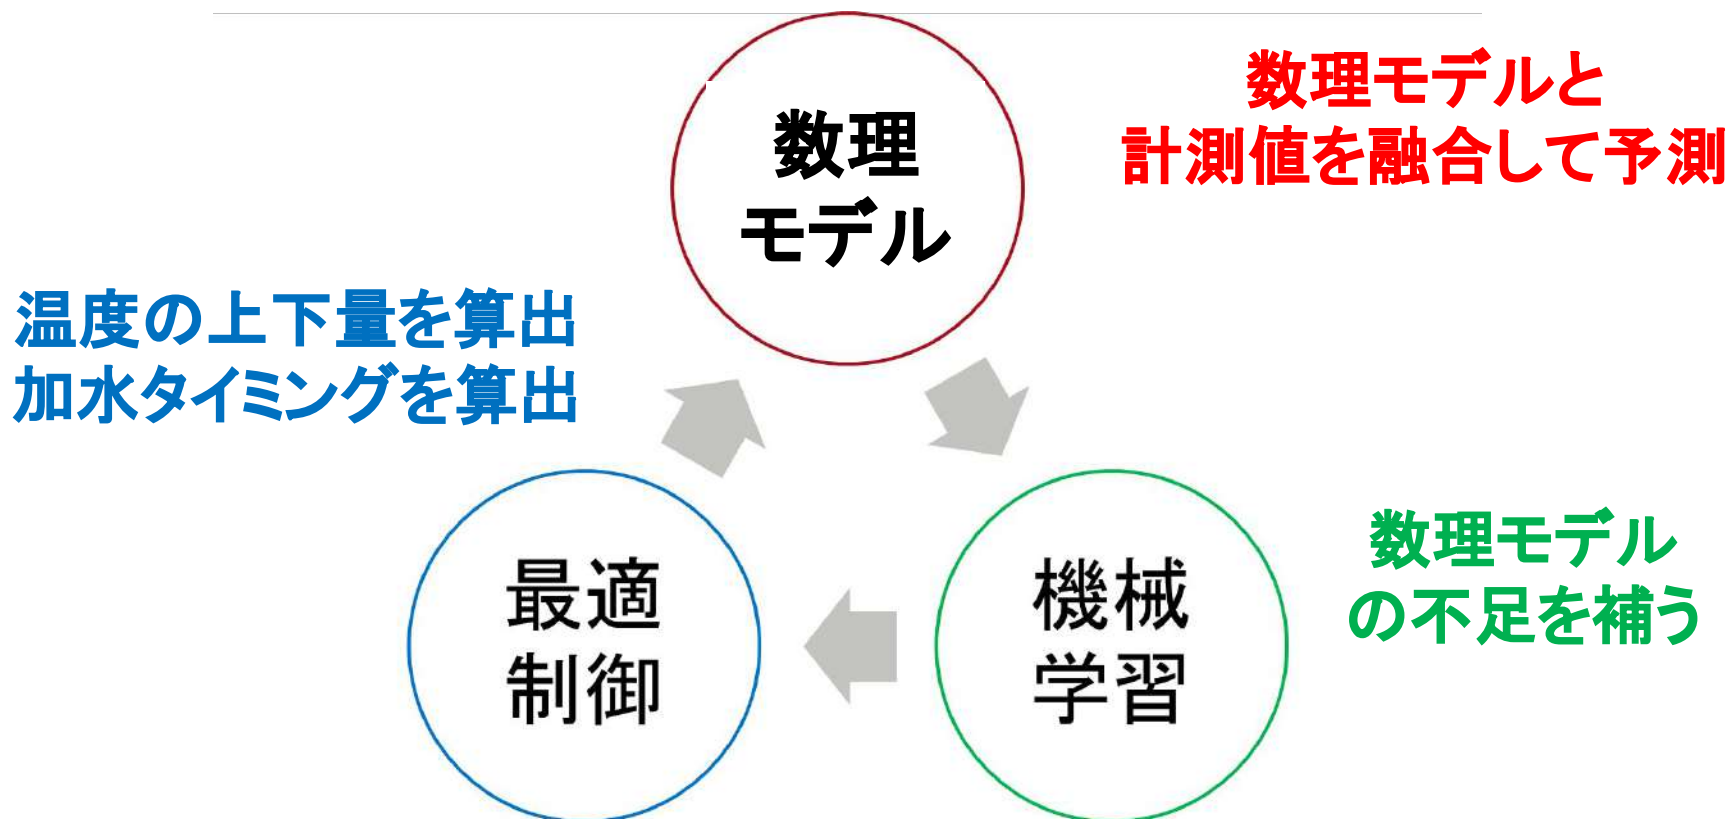 数理
モデル
数理モデルと
計測値を融合して予測
温度の上下量を算出
加水タイミングを算出
最適
制御
機械
学習
数理モデル
の不足を補う